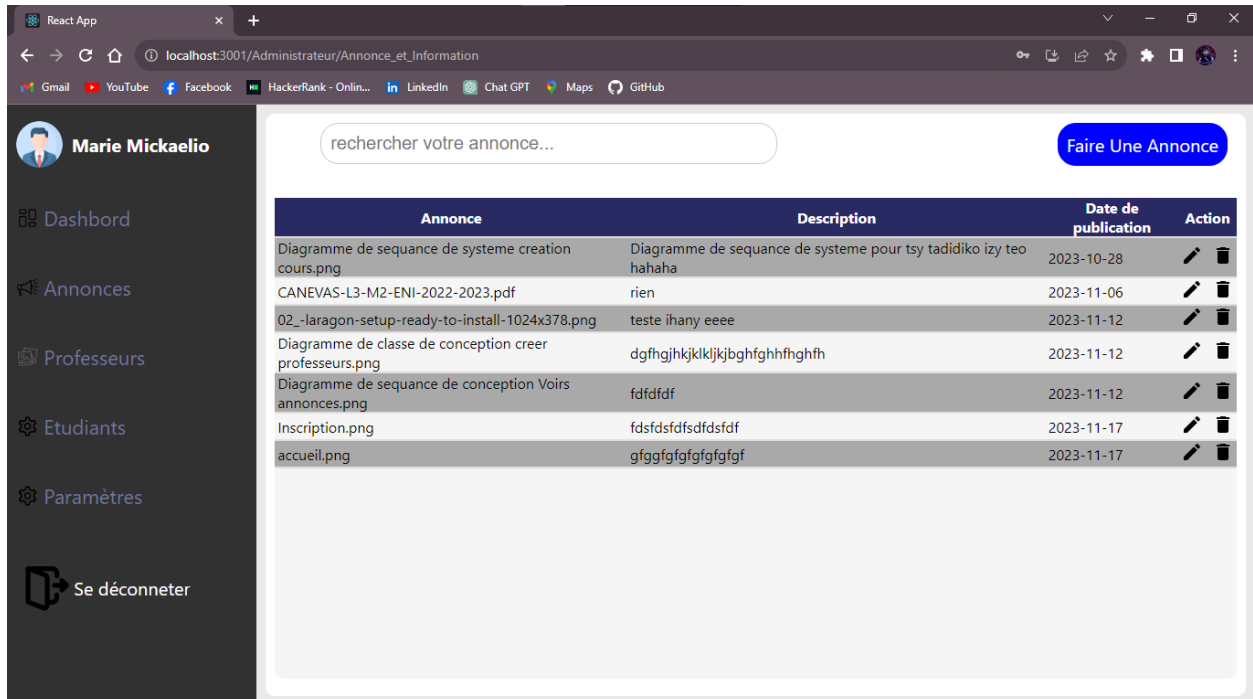 React App
localhost:3001/Administrateur/Annonce_et_Information
Gmail YouTube Facebook HackerRank - Onlin... LinkedIn Chat GPT Maps GitHub
Marie Mickaelio
rechercher votre annonce...
Faire Une Annonce
Dashbord
Annonces
Professeurs
Etudiants
Paramètres
Se déconneter
Annonce Description Date de
publication Action
Diagramme de sequance de systeme creation
cours.png
Diagramme de sequance de systeme pour tsy tadidiko izy teo
hahaha
2023-10-28
CANEVAS-L3-M2-ENI-2022-2023.pdf rien 2023-11-06
02_-laragon-setup-ready-to-install-1024x378.png teste ihany eeee 2023-11-12
Diagramme de classe de conception creer
professeurs.png
dgfhgjhkjklkljkjbghfghhfhghfh 2023-11-12
Diagramme de sequance de conception Voirs
annonces.png
fdfdfdf 2023-11-12
Inscription.png fdsfdsfdfsdfdsfdf 2023-11-17
accueil.png gfggfgfgfgfgfgfgf 2023-11-17